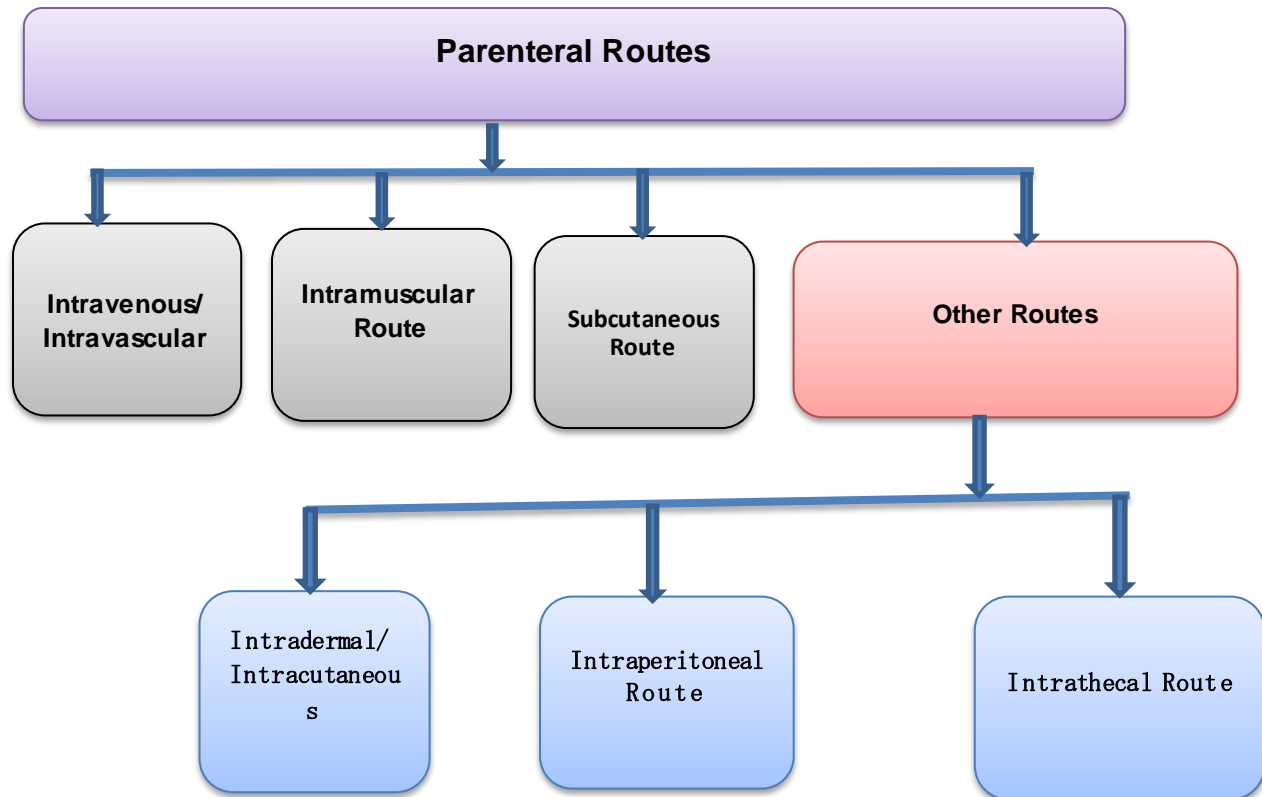 Parenteral Routes
Intravenous/
Intravascular
Intramuscular
Route
Subcutaneous
Route
Other Routes
Intradermal/
Intracutaneou
s
Intraperitoneal
Route
Intrathecal Route